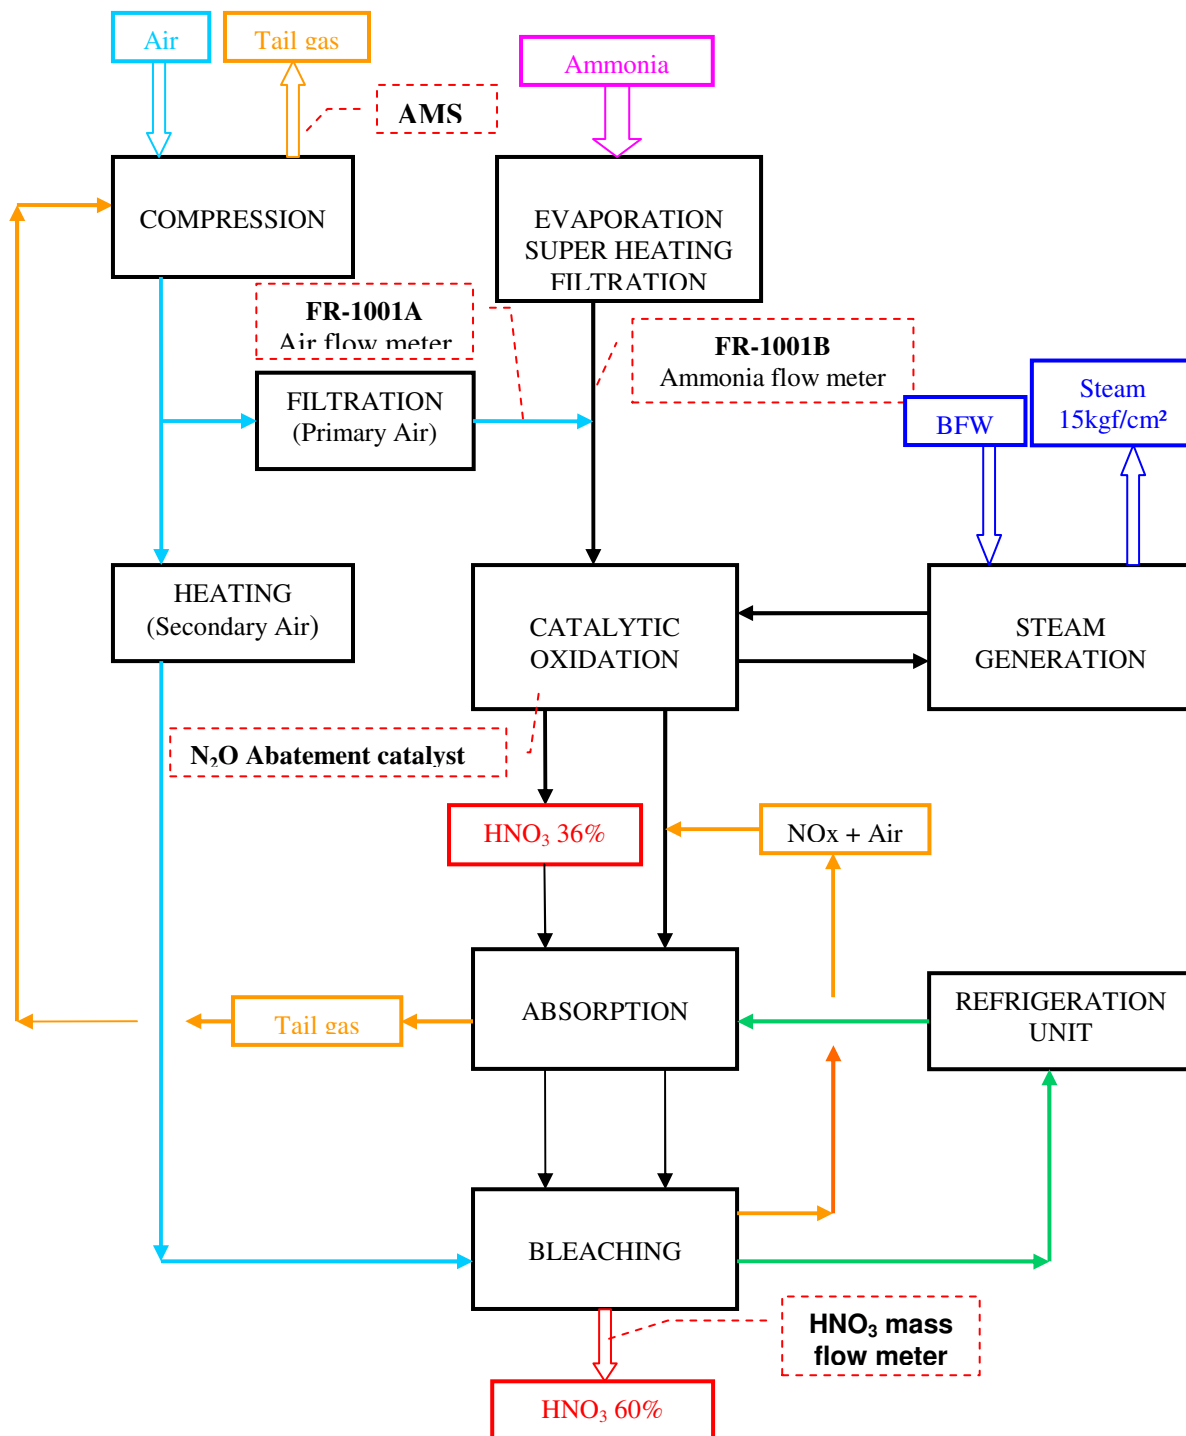 Air
Tail gas
Ammonia
AMS
COMPRESSION
EVAPORATION
SUPER HEATING
FILTRATION
FR-1001A
Air flow meter
FR-1001B
Ammonia flow meter
FILTRATION
(Primary Air)
BFW
Steam
15kgf/cm²
HEATING
(Secondary Air)
CATALYTIC
OXIDATION
STEAM
GENERATION
N₂O Abatement catalyst
HNO₃ 36%
NOx + Air
ABSORPTION
Tail gas
REFRIGERATION
UNIT
BLEACHING
HNO₃ mass
flow meter
HNO₃ 60%